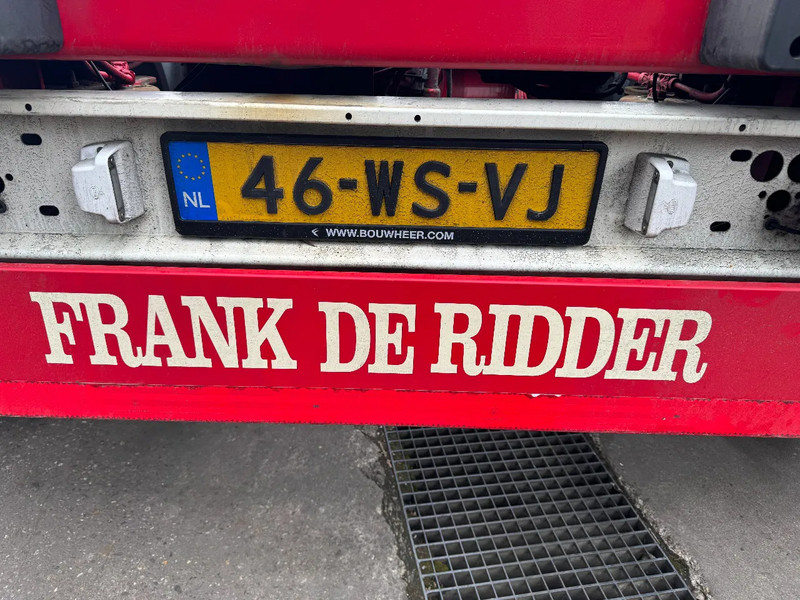 NL 46-WS-VJ
WWW.BOUWHEER.COM
FRANK DE RIDDER